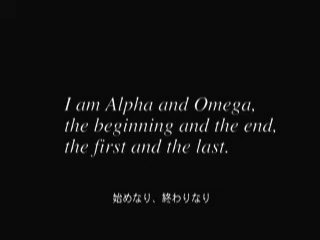 I am Alpha and Omega,
the beginning and the end,
the first and the last.
始めなり、終わりなり